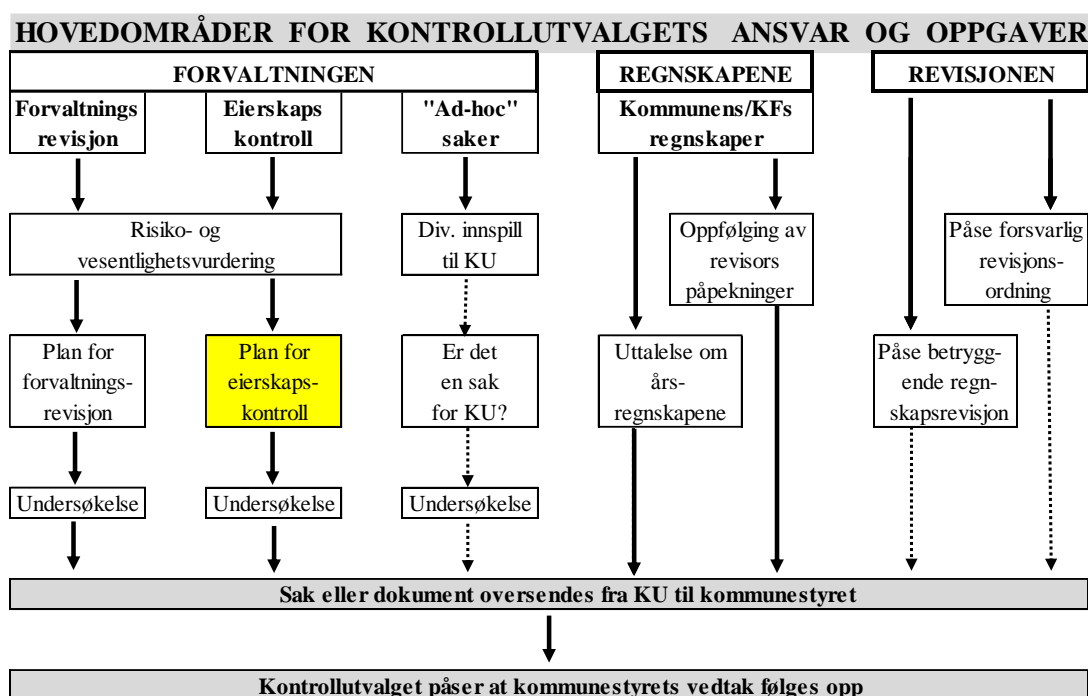 HOVEDOMRÅDER FOR KONTROLLUTVALGETS ANSVAR OG OPPGAVER
FORVALTNINGEN
REGNSKAPENE
REVISJONEN
Forvaltnings
revisjon
Eierskaps
kontroll
"Ad-hoc"
saker
Kommunens/KFs
regnskaper
Risiko- og
vesentlighetsvurdering
Div. innspill
til KU
Oppfølging av
revisors
påpekninger
Påse forsvarlig
revisjons-
ordning
Plan for
forvaltnings-
revisjon
Plan for
eierskaps-
kontroll
Er det
en sak
for KU?
Uttalelse om
års-
regnskapene
Påse betrygg-
ende regn-
skapsrevisjon
Undersøkelse
Undersøkelse
Undersøkelse
Sak eller dokument oversendes fra KU til kommunestyret
Kontrollutvalget påser at kommunestyrets vedtak følges opp